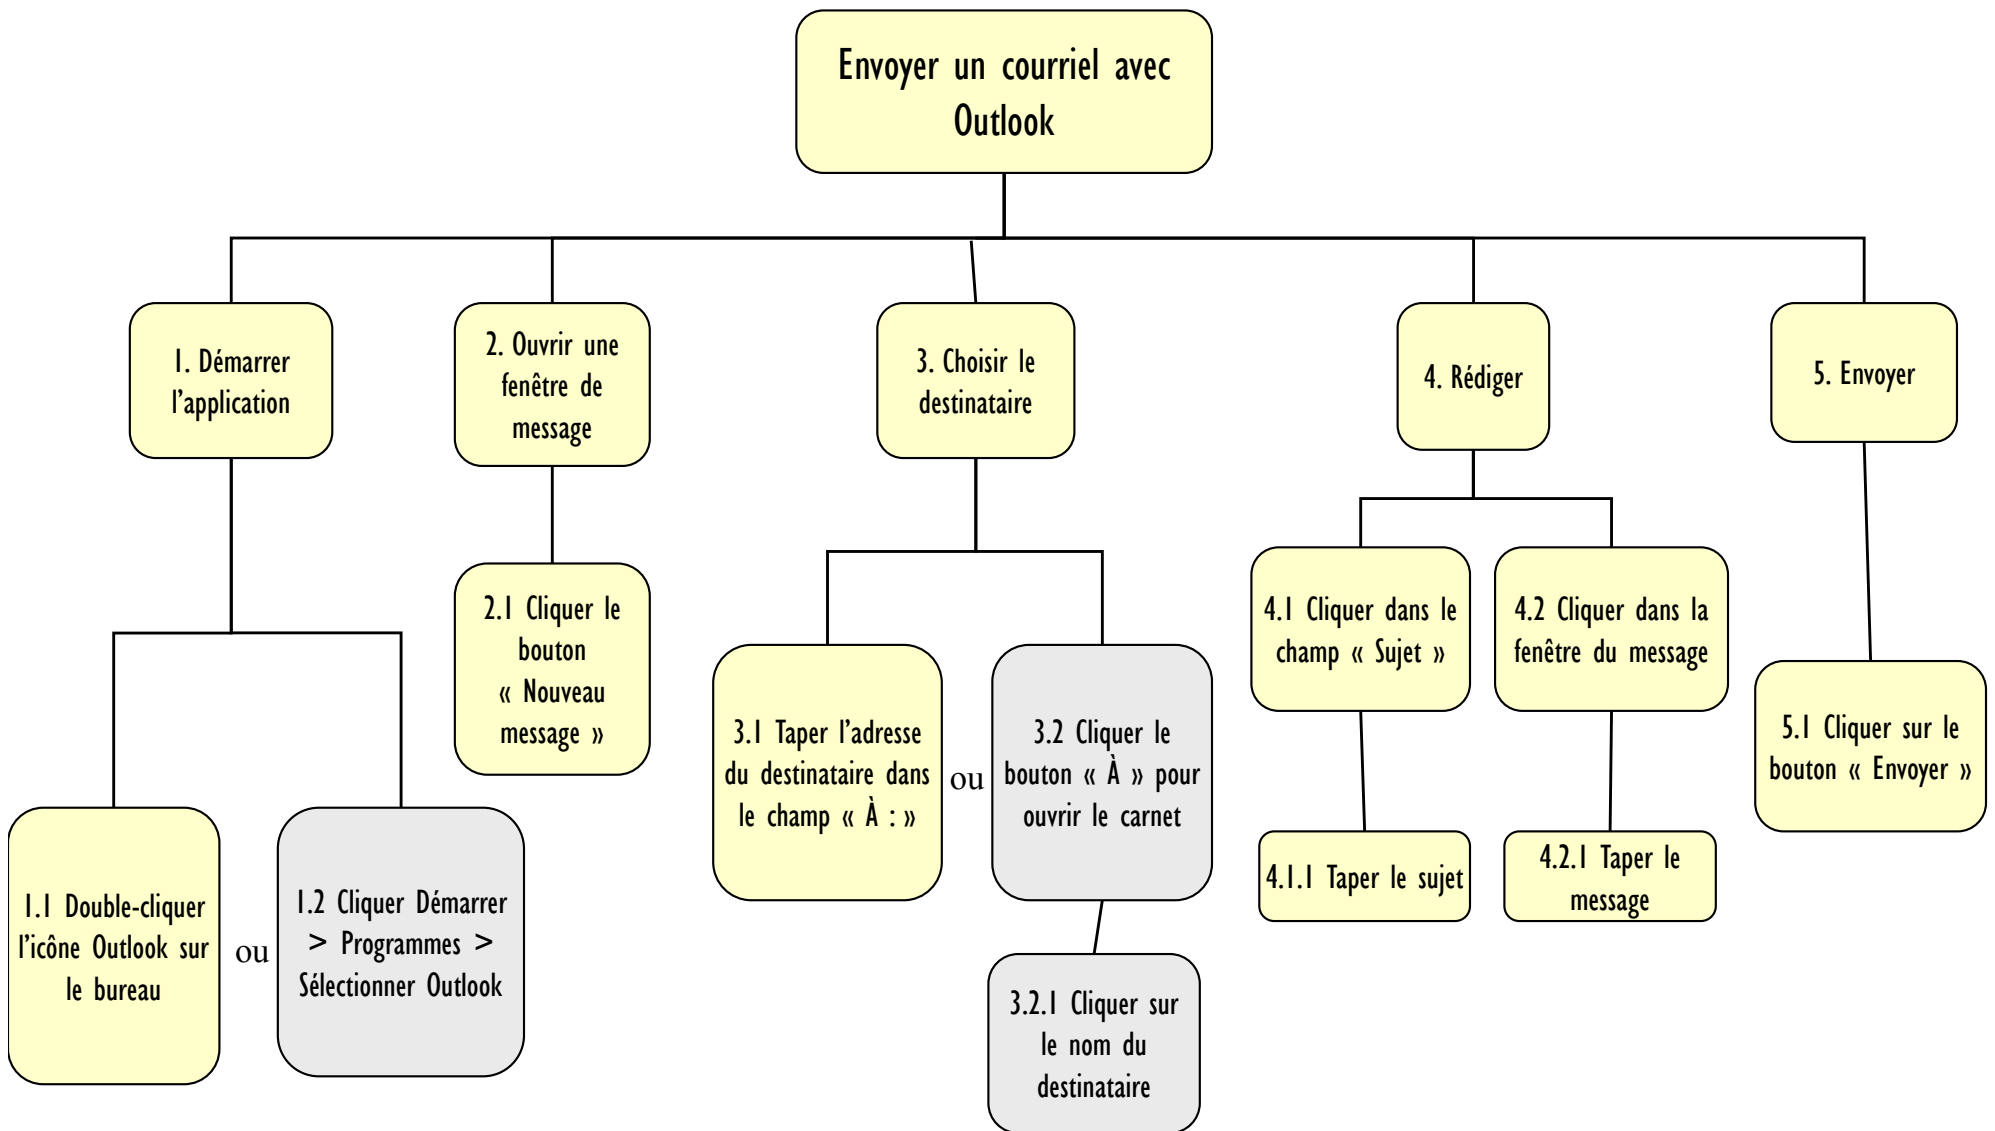 Envoyer un courriel avec
Outlook
1. Démarrer
l’application
2. Ouvrir une
fenêtre de
message
3. Choisir le
destinataire
4. Rédiger
5. Envoyer
2.1 Cliquer le
bouton
« Nouveau
message »
4.1 Cliquer dans le
champ « Sujet »
4.2 Cliquer dans la
fenêtre du message
3.1 Taper l’adresse
du destinataire dans
le champ « À : »
ou
3.2 Cliquer le
bouton « À » pour
ouvrir le carnet
5.1 Cliquer sur le
bouton « Envoyer »
1.1 Double-cliquer
l’icône Outlook sur
le bureau
ou
1.2 Cliquer Démarrer
> Programmes >
Sélectionner Outlook
4.1.1 Taper le sujet
4.2.1 Taper le
message
3.2.1 Cliquer sur
le nom du
destinataire